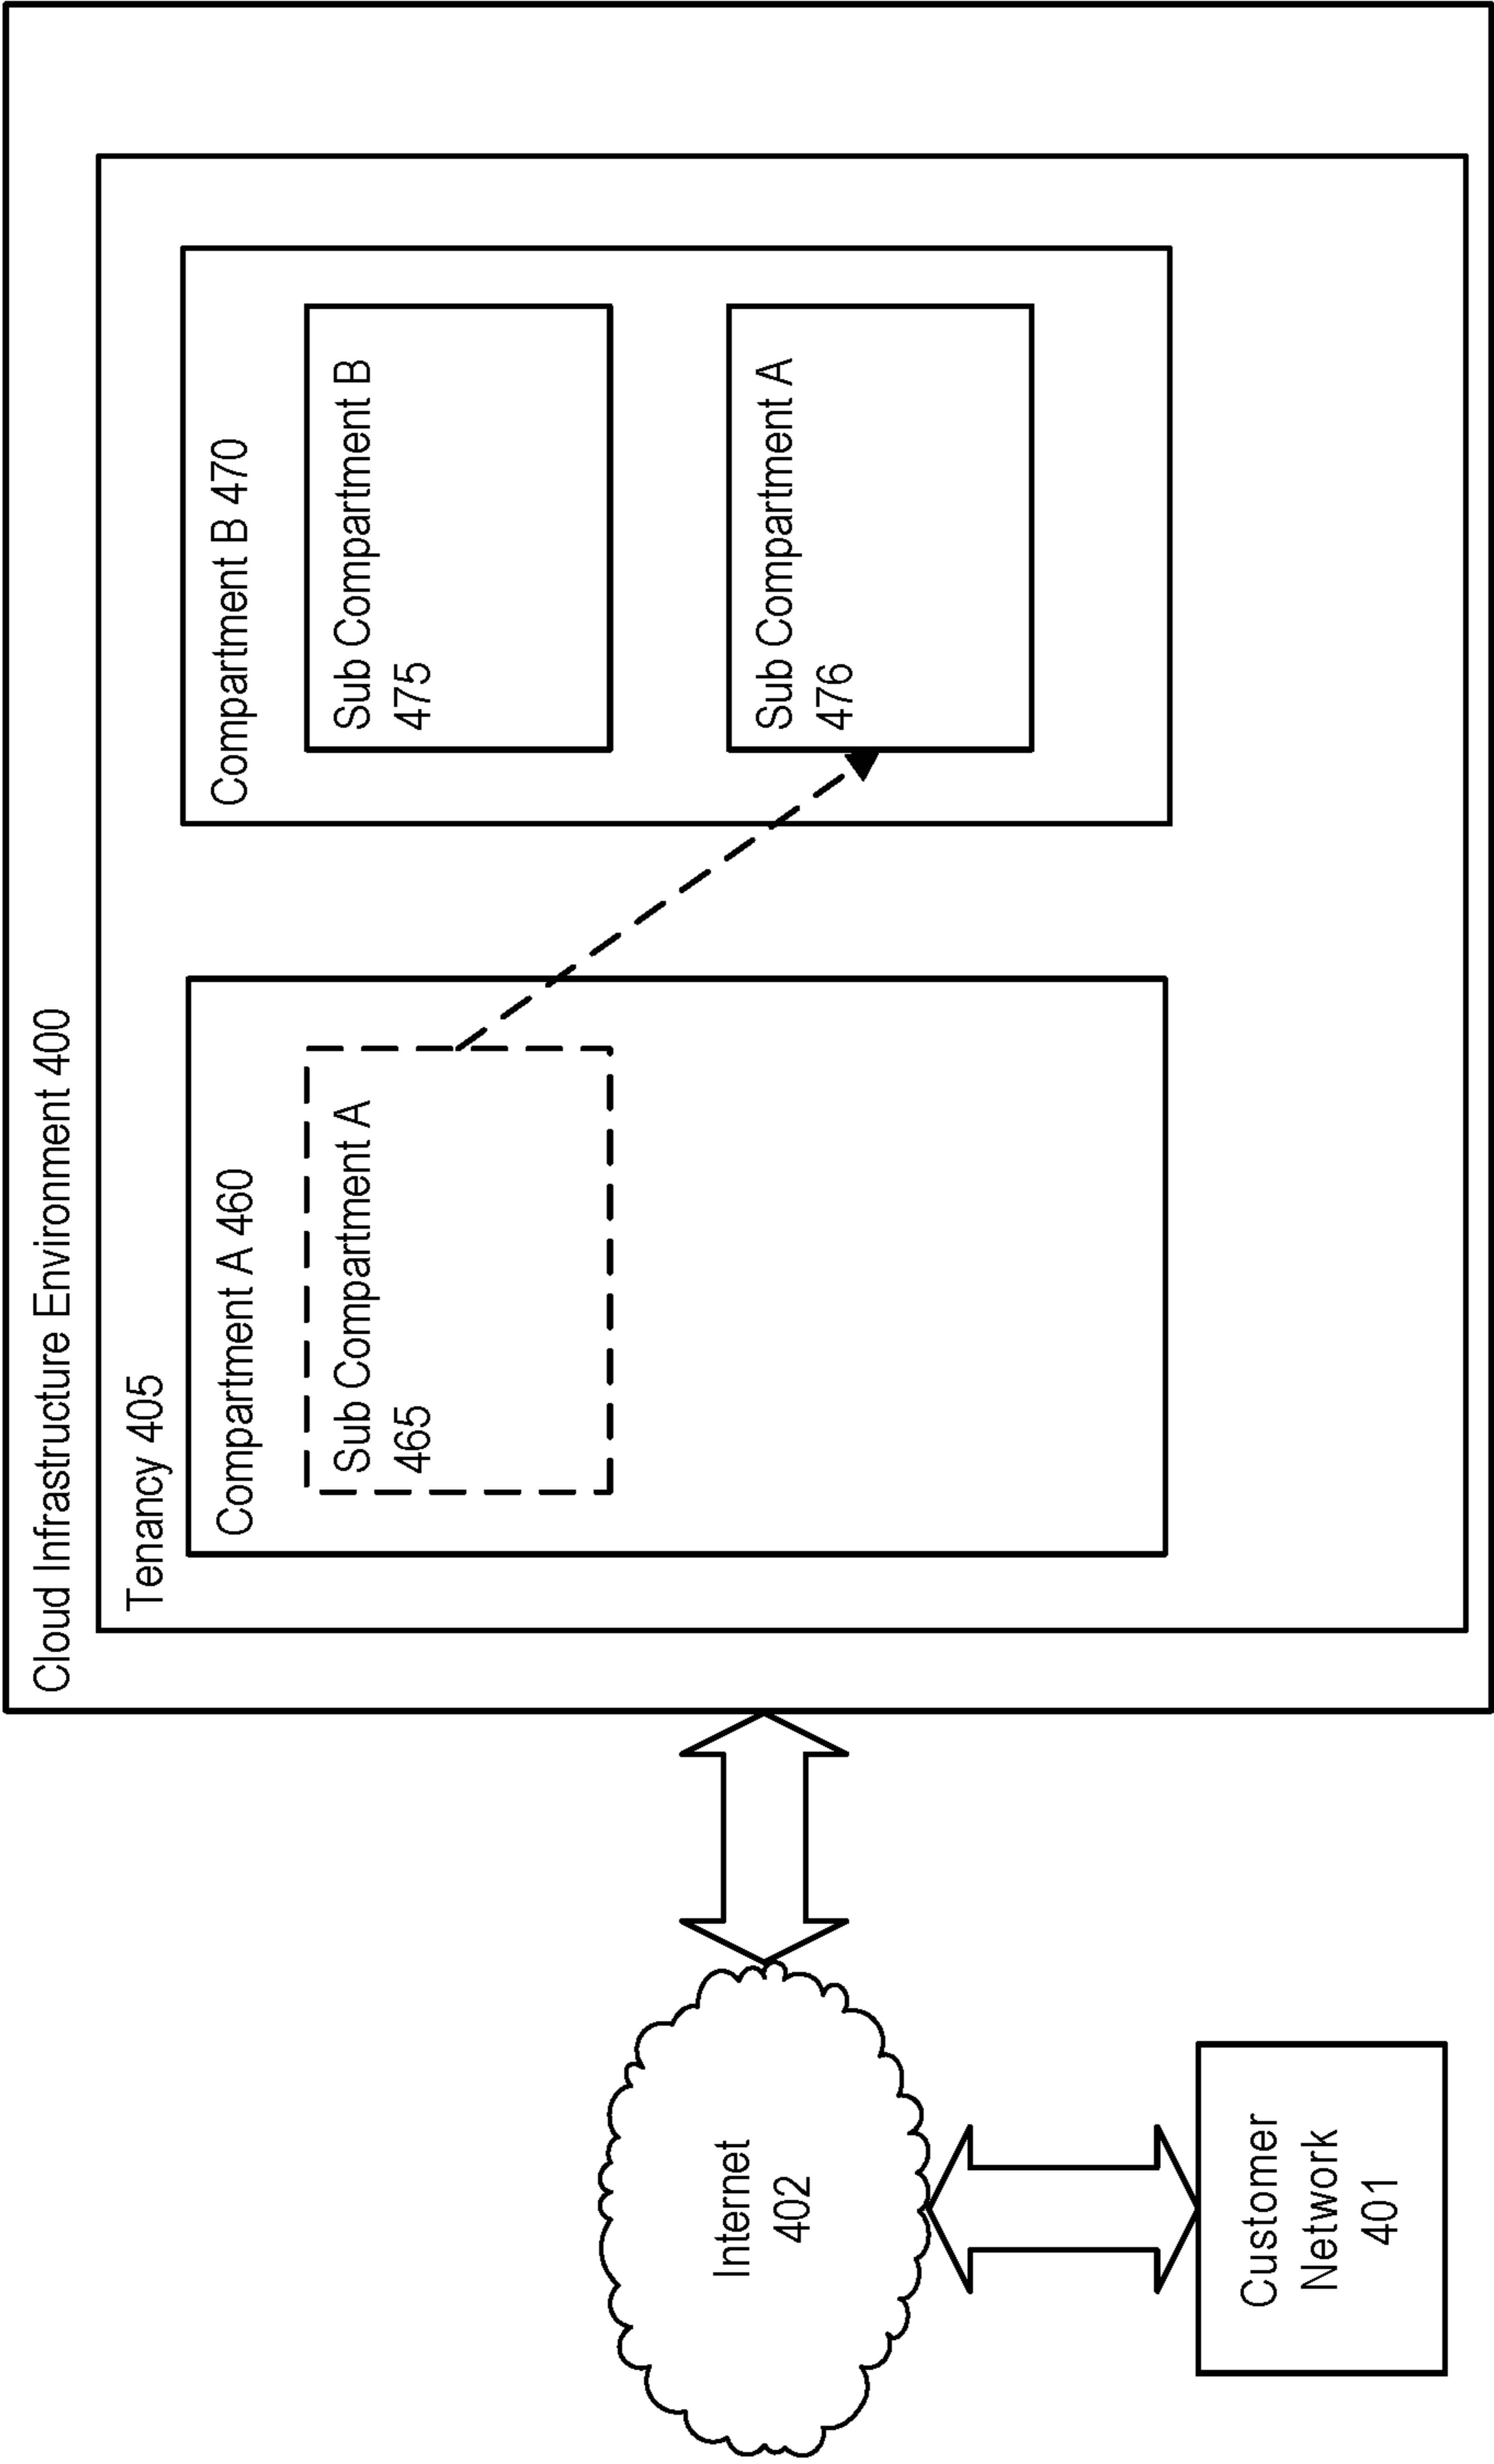 Cloud Infrastructure Environment 400
Tenancy 405
Compartment A 460
Sub Compartment A
465
Compartment B 470
Sub Compartment B
475
Sub Compartment A
476
Internet
402
Customer
Network
401